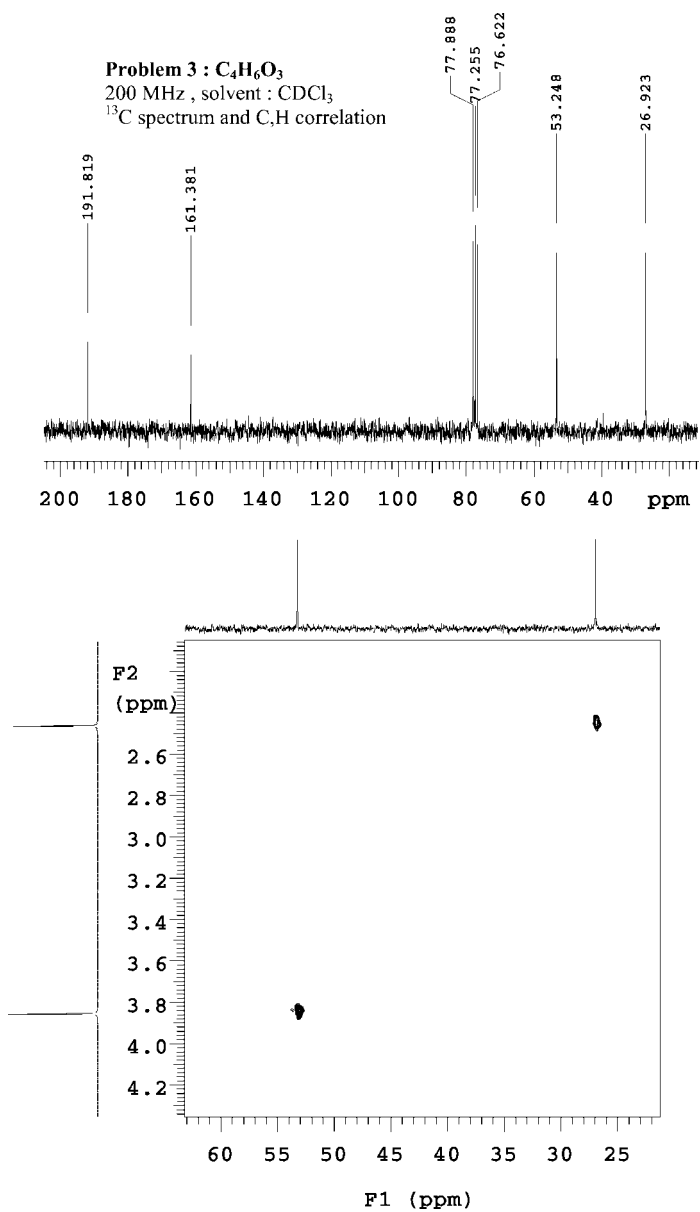 Problem 3 : C₄H₆O₃
200 MHz , solvent : CDCl₃
¹³C spectrum and C,H correlation
191.819
161.381
77.888
77.255
76.622
53.248
26.923
200 180 160 140 120 100 80 60 40 ppm
F2
(ppm)
2.6
2.8
3.0
3.2
3.4
3.6
3.8
4.0
4.2
60 55 50 45 40 35 30 25
F1 (ppm)